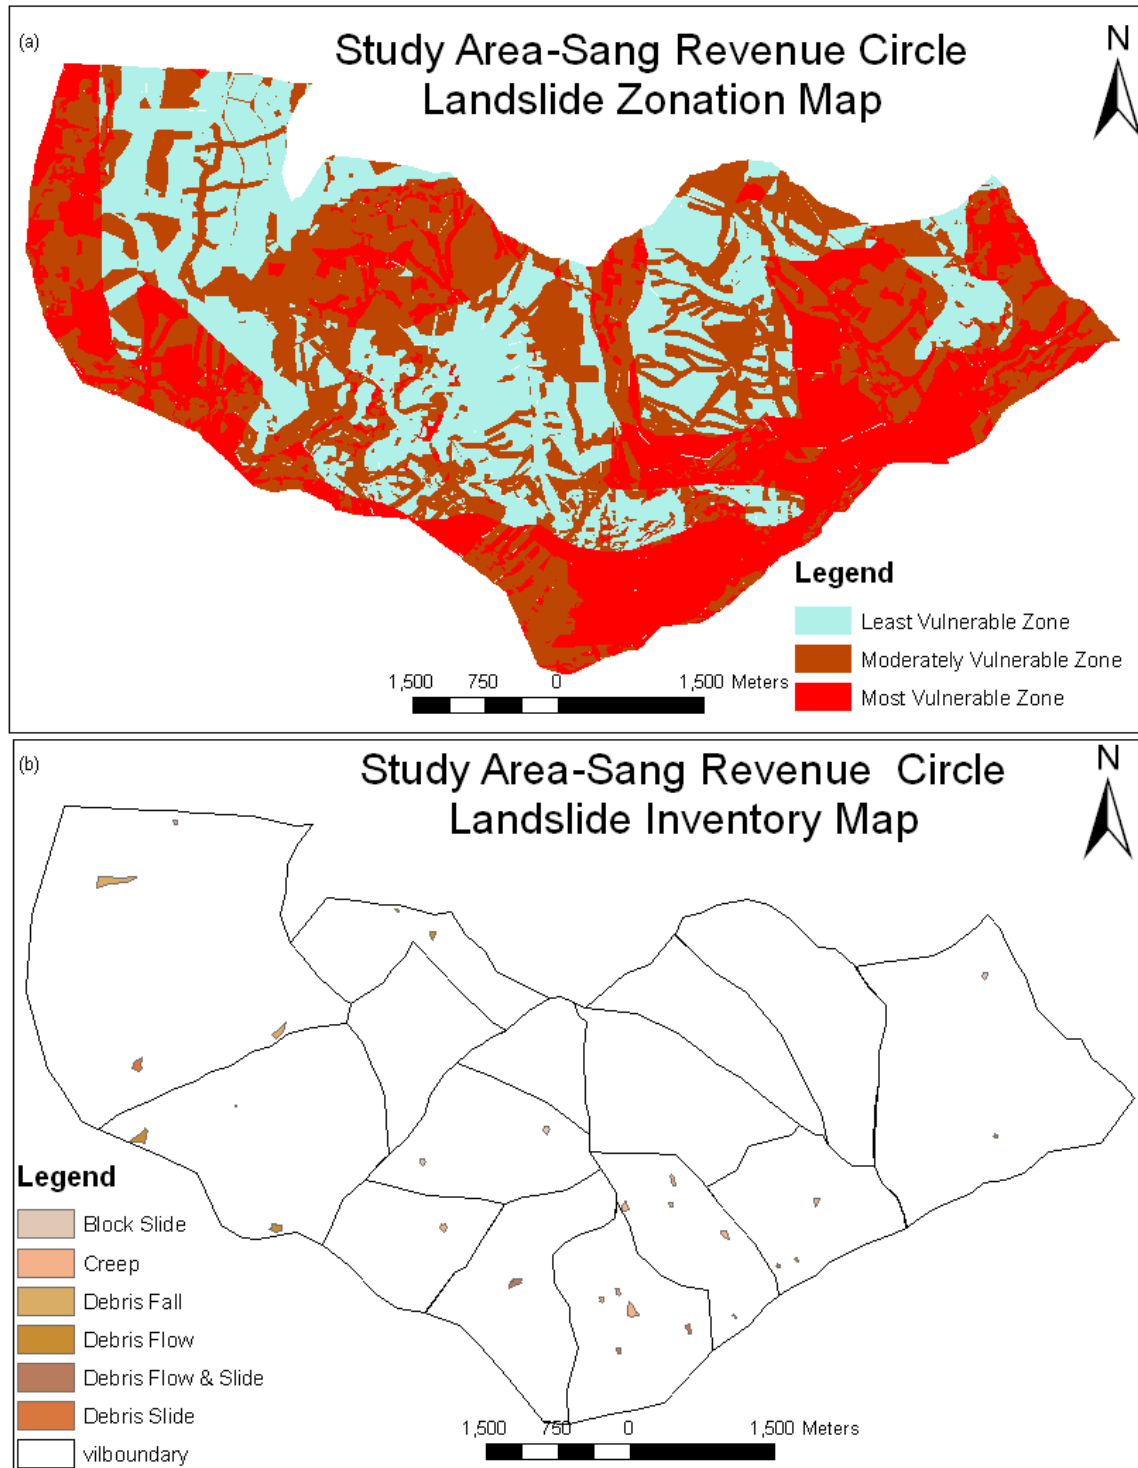 (a)
Study Area-Sang Revenue Circle
Landslide Zonation Map
N
Legend
Least Vulnerable Zone
Moderately Vulnerable Zone
Most Vulnerable Zone
1,500 750 0 1,500 Meters
(b)
Study Area-Sang Revenue Circle
Landslide Inventory Map
N
Legend
Block Slide
Creep
Debris Fall
Debris Flow
Debris Flow & Slide
Debris Slide
vilboundary
1,500 750 0 1,500 Meters